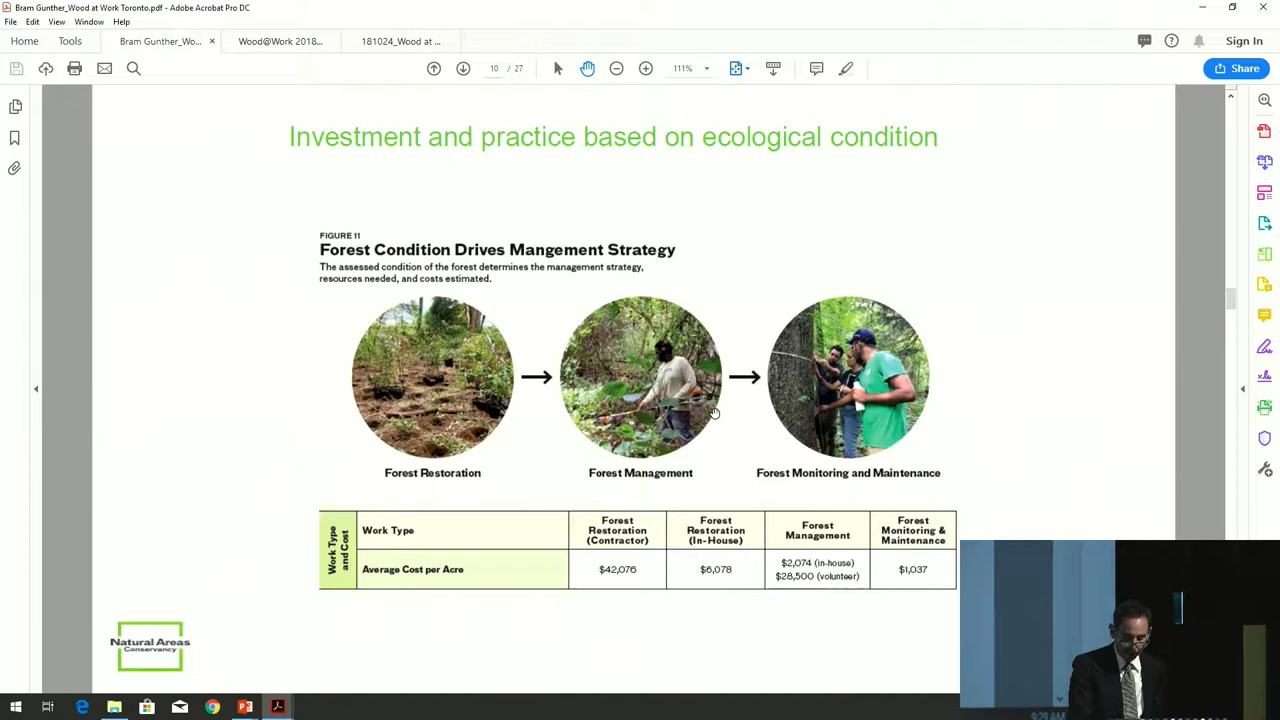 Bram Gunther_Wood at Work Toronto.pdf - Adobe Acrobat Pro DC
File Edit View Window Help
Home Tools Bram Gunther_Wo... × Wood@Work 2018... 181024_Wood at ... Sign In
10 / 27 111% Share
Investment and practice based on ecological condition
FIGURE 11
Forest Condition Drives Mangement Strategy
The assessed condition of the forest determines the management strategy,
resources needed, and costs estimated.
Forest Restoration Forest Management Forest Monitoring and Maintenance
Work Type
and Cost
Work Type
Forest
Restoration
(Contractor)
Forest
Restoration
(In-House)
Forest
Management
Forest
Monitoring &
Maintenance
Average Cost per Acre
$42,076
$6,078
$2,074 (in-house)
$28,500 (volunteer)
$1,037
Natural Areas
Conservancy
9:29 AM